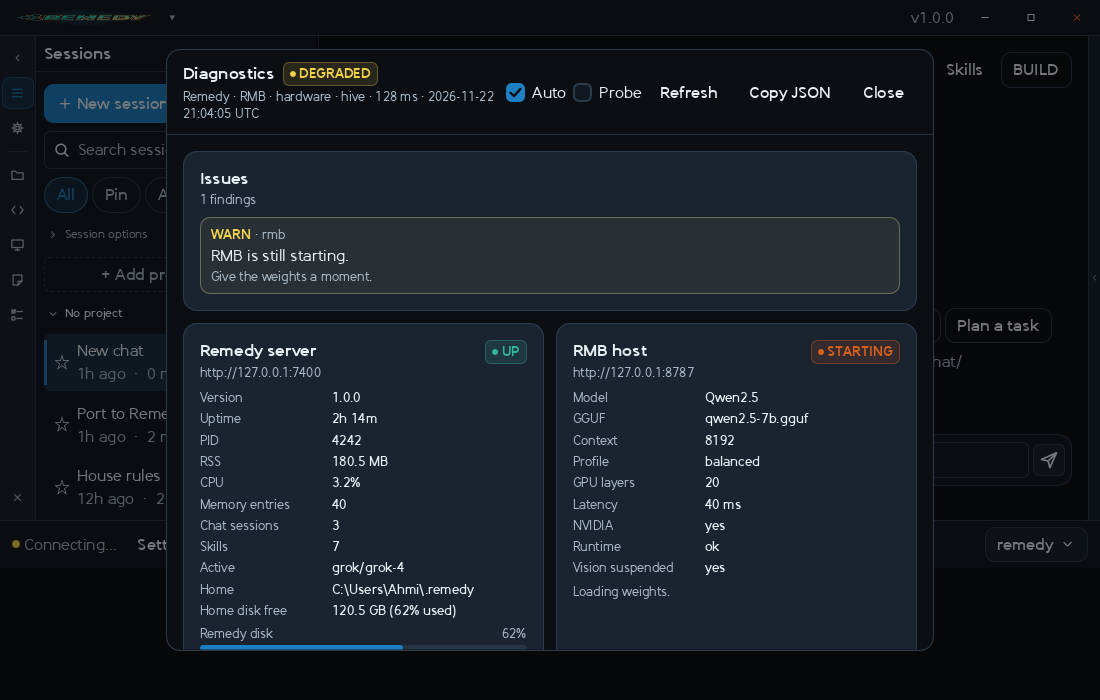 REMEDY
v1.0.0
Sessions
+ New session
Search sessi
All
Pin
A
Session options
+ Add pr
No project
New chat
1h ago · 0 m
Port to Reme
1h ago · 2 m
House rules
12h ago · 2
Connecting...
Sett
Diagnostics
DEGRADED
Remedy · RMB · hardware · hive · 128 ms · 2026-11-22
21:04:05 UTC
Auto
Probe
Refresh
Copy JSON
Close
Issues
1 findings
WARN · rmb
RMB is still starting.
Give the weights a moment.
Remedy server
UP
http://127.0.0.1:7400
Version 1.0.0
Uptime 2h 14m
PID 4242
RSS 180.5 MB
CPU 3.2%
Memory entries 40
Chat sessions 3
Skills 7
Active grok/grok-4
Home C:\Users\Ahmi\.remedy
Home disk free 120.5 GB (62% used)
Remedy disk 62%
RMB host
STARTING
http://127.0.0.1:8787
Model Qwen2.5
GGUF qwen2.5-7b.gguf
Context 8192
Profile balanced
GPU layers 20
Latency 40 ms
NVIDIA yes
Runtime ok
Vision suspended yes
Loading weights.
Skills
BUILD
Plan a task
hat/
remedy